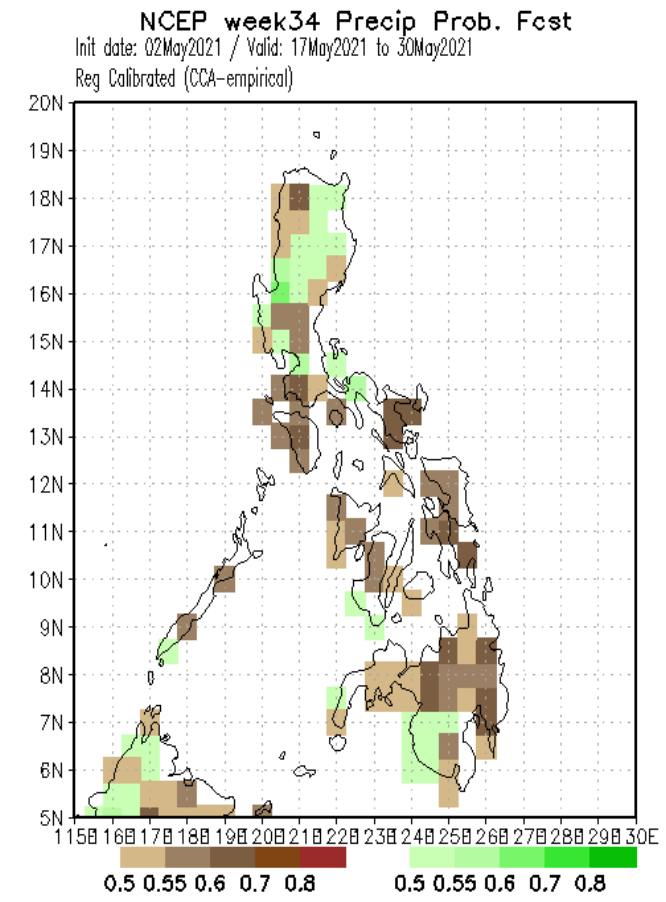 NCEP week34 Precip Prob. Fcst
Init date: 02May2021 / Valid: 17May2021 to 30May2021
Reg Calibrated (CCA-empirical)
20N
19N
18N
17N
16N
15N
14N
13N
12N
11N
10N
9N
8N
7N
6N
5N
115E 116E 117E 118E 119E 120E 121E 122E 123E 124E 125E 126E 127E 128E 129E 130E
0.5 0.55 0.6 0.7 0.8 0.5 0.55 0.6 0.7 0.8